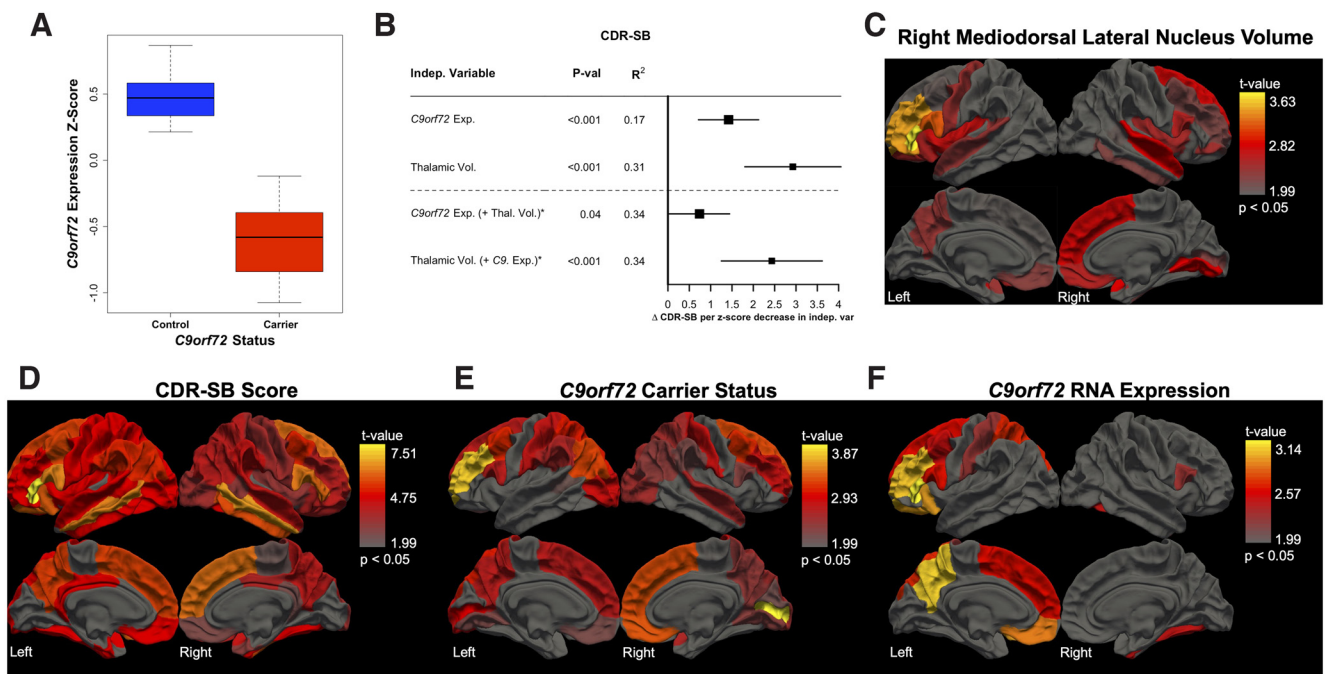 A
C9orf72 Expression Z-Score
0.5
0.0
-0.5
-1.0
Control
Carrier
C9orf72 Status
B
CDR-SB
Indep. Variable P-val R2
C9orf72 Exp. <0.001 0.17
Thalamic Vol. <0.001 0.31
C9orf72 Exp. (+ Thal. Vol.)* 0.04 0.34
Thalamic Vol. (+ C9. Exp.)* <0.001 0.34
0 0.5 1 1.5 2 2.5 3 3.5 4
Δ CDR-SB per z-score decrease in indep. var
C
Right Mediodorsal Lateral Nucleus Volume
t-value
3.63
2.82
1.99
p < 0.05
Left
Right
D
CDR-SB Score
t-value
7.51
4.75
1.99
p < 0.05
Left
Right
E
C9orf72 Carrier Status
t-value
3.87
2.93
1.99
p < 0.05
Left
Right
F
C9orf72 RNA Expression
t-value
3.14
2.57
1.99
p < 0.05
Left
Right